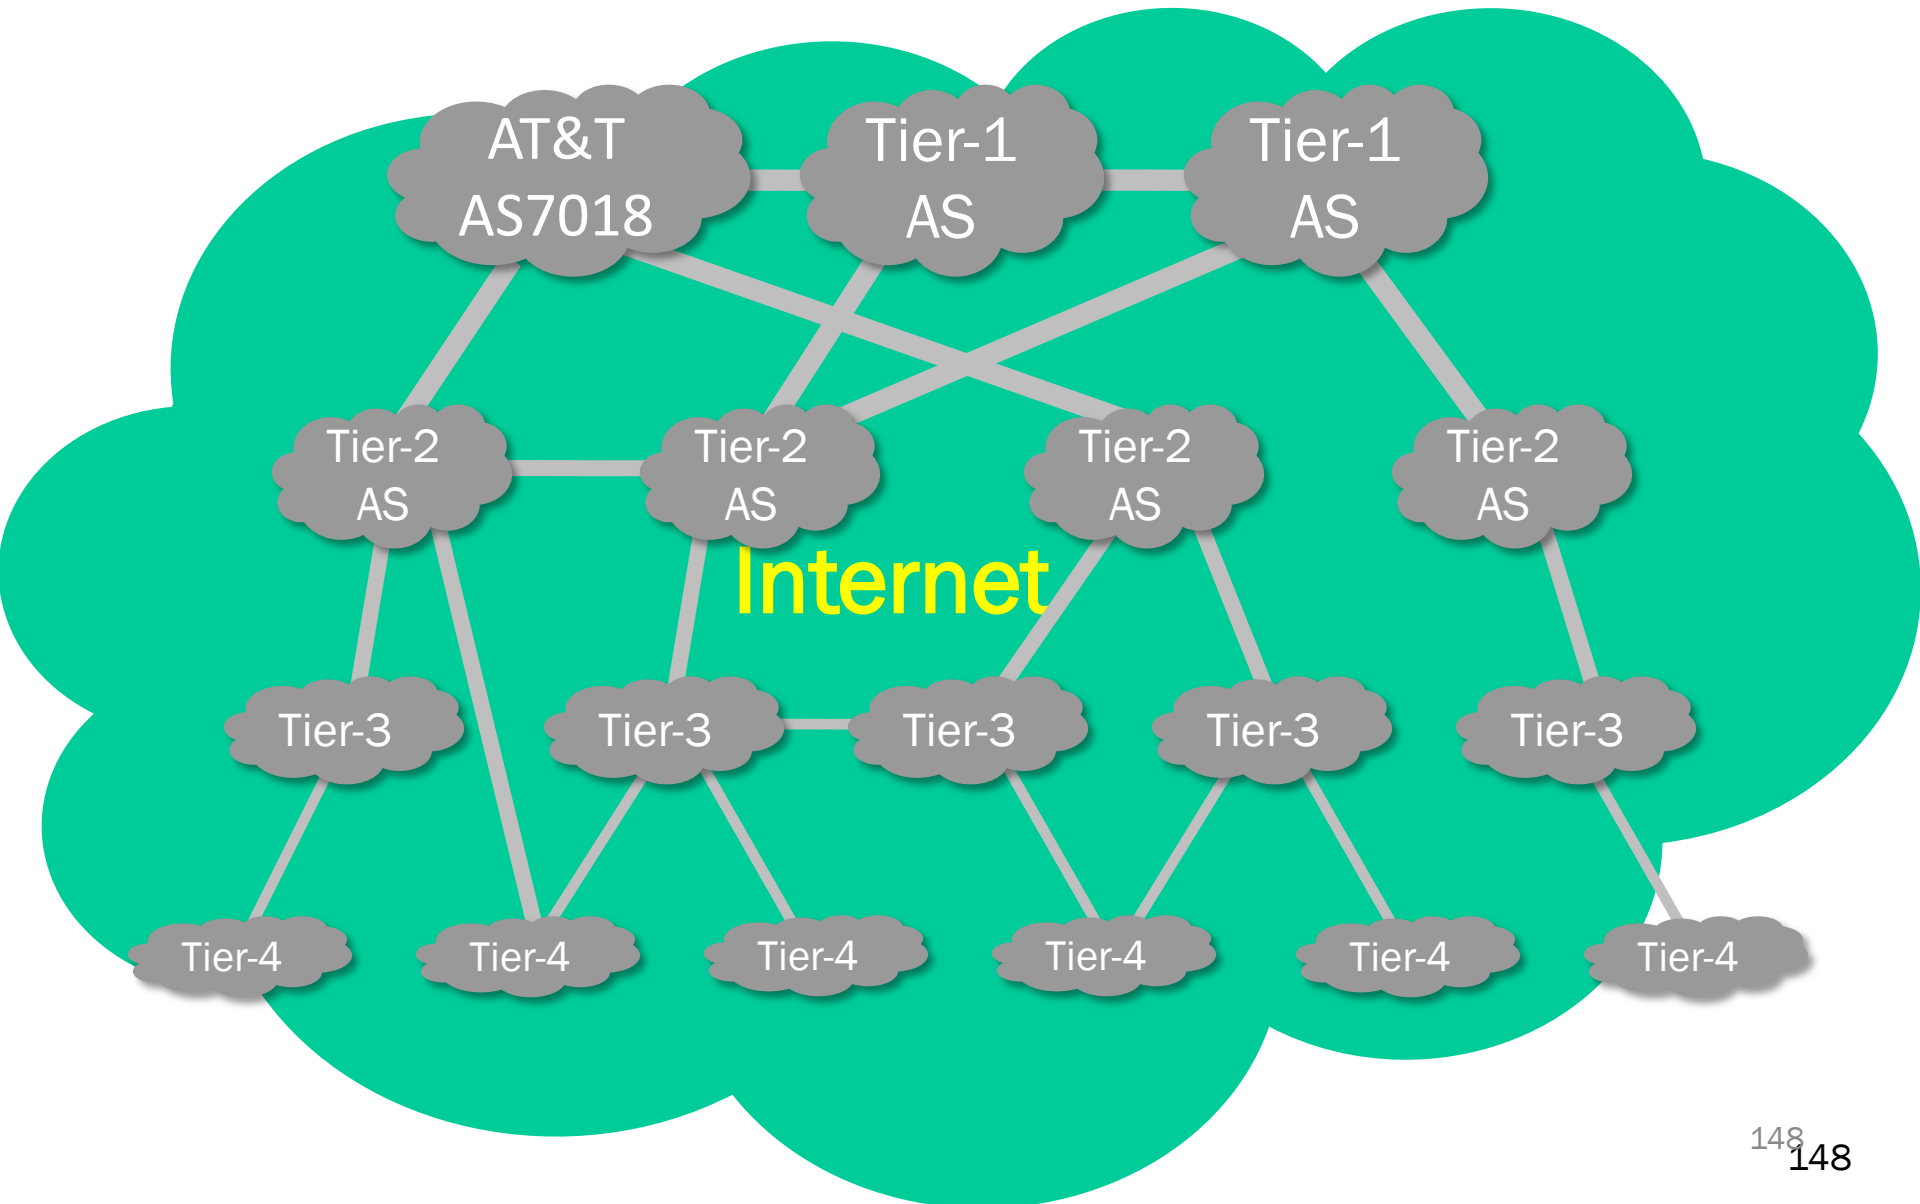 AT&T
AS7018
Tier-1
AS
Tier-1
AS
Tier-2
AS
Tier-2
AS
Tier-2
AS
Tier-2
AS
Internet
Tier-3
Tier-3
Tier-3
Tier-3
Tier-3
Tier-4
Tier-4
Tier-4
Tier-4
Tier-4
Tier-4
148
148